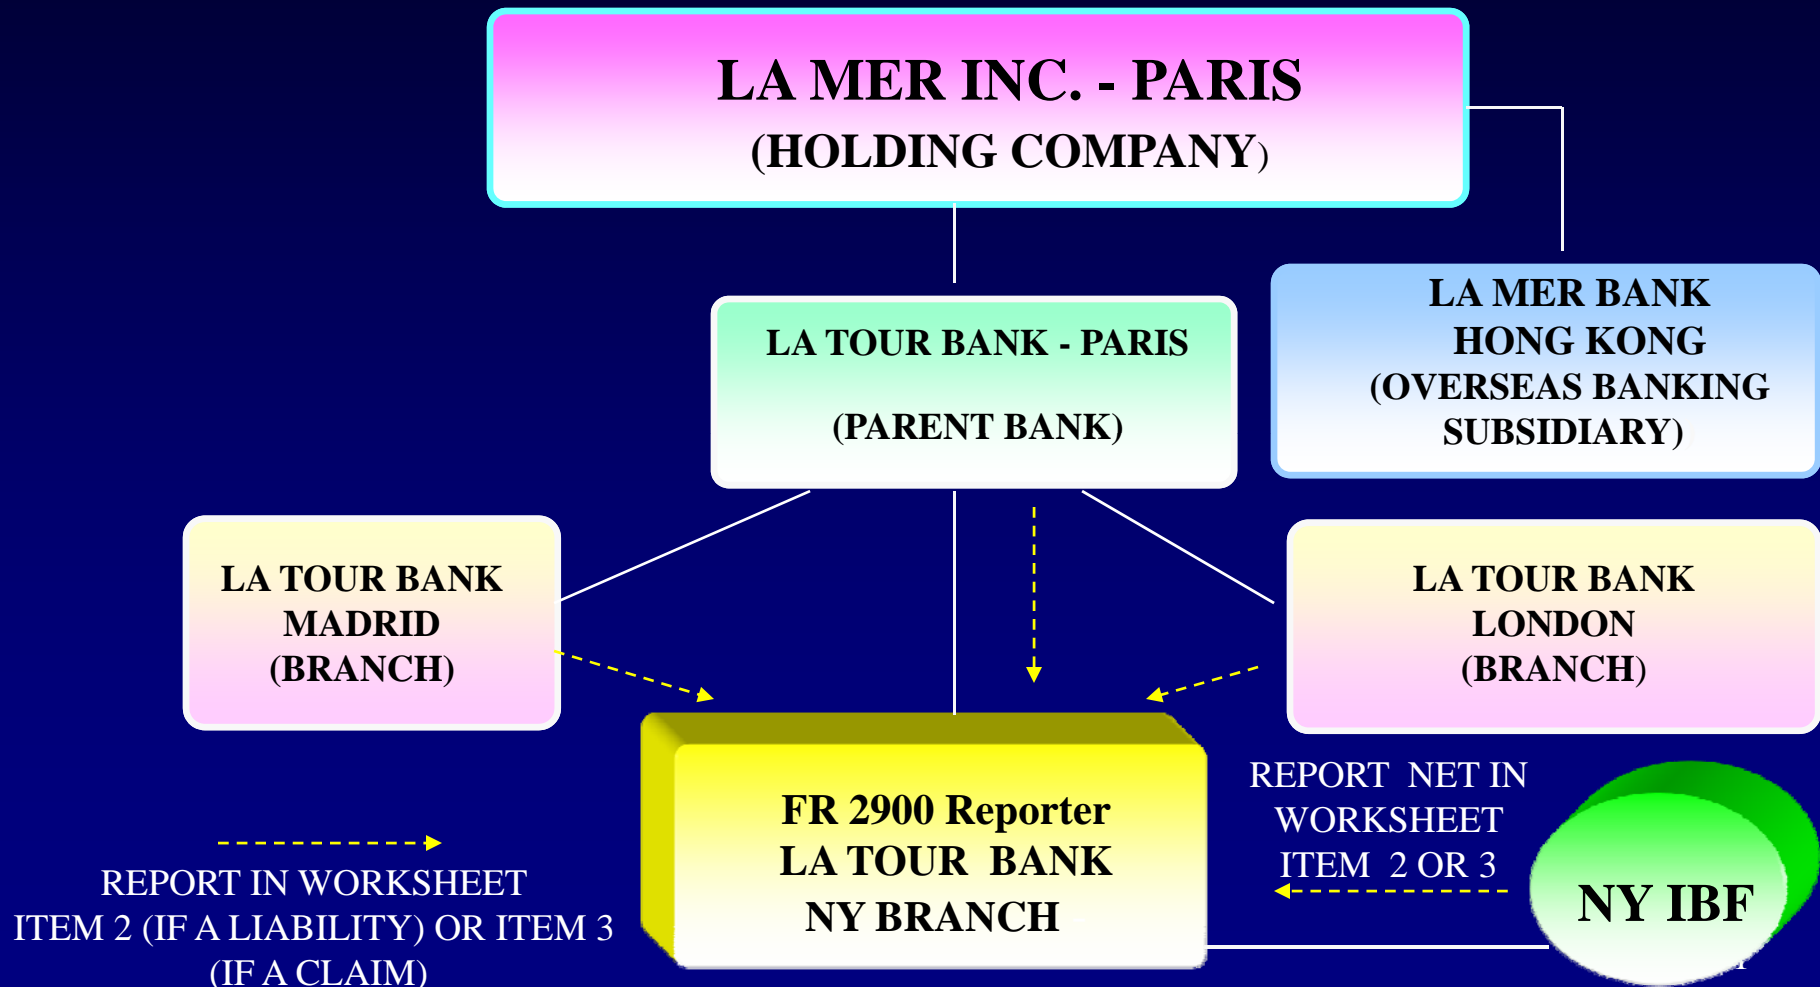 LA MER INC. - PARIS
(HOLDING COMPANY)
LA MER BANK
HONG KONG
(OVERSEAS BANKING
SUBSIDIARY)
LA TOUR BANK - PARIS
(PARENT BANK)
LA TOUR BANK
MADRID
(BRANCH)
LA TOUR BANK
LONDON
(BRANCH)
FR 2900 Reporter
LA TOUR BANK
NY BRANCH
REPORT NET IN
WORKSHEET
ITEM 2 OR 3
NY IBF
REPORT IN WORKSHEET
ITEM 2 (IF A LIABILITY) OR ITEM 3
(IF A CLAIM)